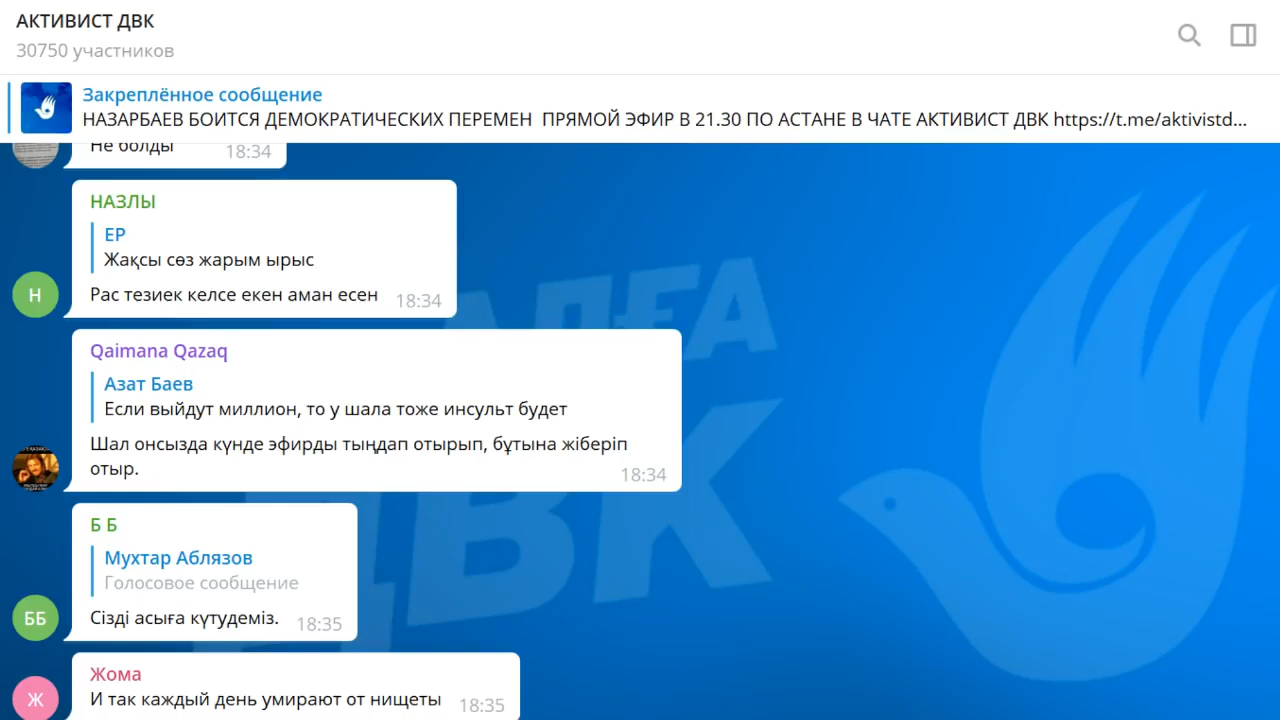 АКТИВИСТ ДВК
30750 участников
Закреплённое сообщение
НАЗАРБАЕВ БОИТСЯ ДЕМОКРАТИЧЕСКИХ ПЕРЕМЕН ПРЯМОЙ ЭФИР В 21.30 ПО АСТАНЕ В ЧАТЕ АКТИВИСТ ДВК https://t.me/aktivistd...
Не болды
18:34
НАЗЛЫ
ЕР
Жақсы сөз жарым ырыс
Рас тезиек келсе екен аман есен
18:34
Н
Qaimana Qazaq
Азат Баев
Если выйдут миллион, то у шала тоже инсульт будет
Шал онсызда күнде эфирды тыңдап отырып, бұтына жіберіп
отыр.
18:34
Б Б
Мухтар Аблязов
Голосовое сообщение
Сізді асыға күтудеміз.
18:35
ББ
Жома
И так каждый день умирают от нищеты
18:35
Ж
АЛҒА
ДВК